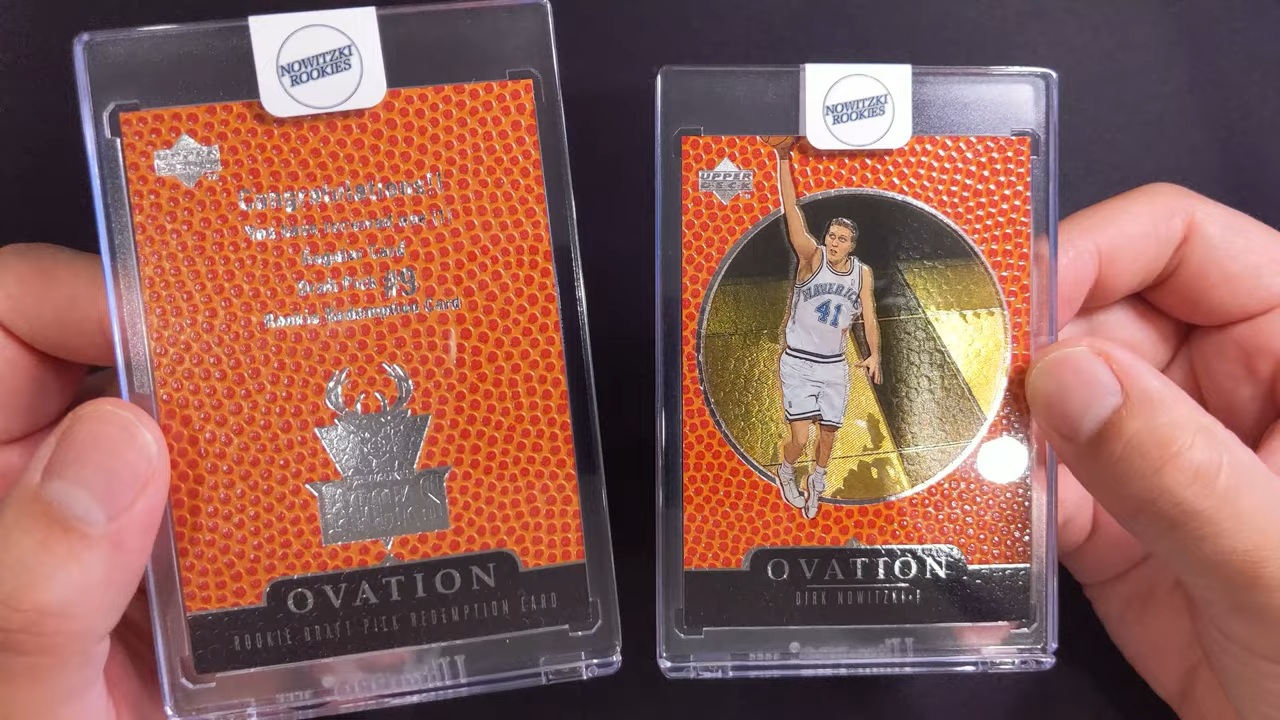 NOWITZKI
ROOKIES
UPPER
DECK
Congratulations!!
You have received one (1)
Regular Card
Draft Pick #9
Rookie Redemption Card
OVATION
ROOKIE DRAFT PICK REDEMPTION CARD
NOWITZKI
ROOKIES
UPPER
DECK
MAVERICK
41
OVATION
DIRK NOWITZKI•F